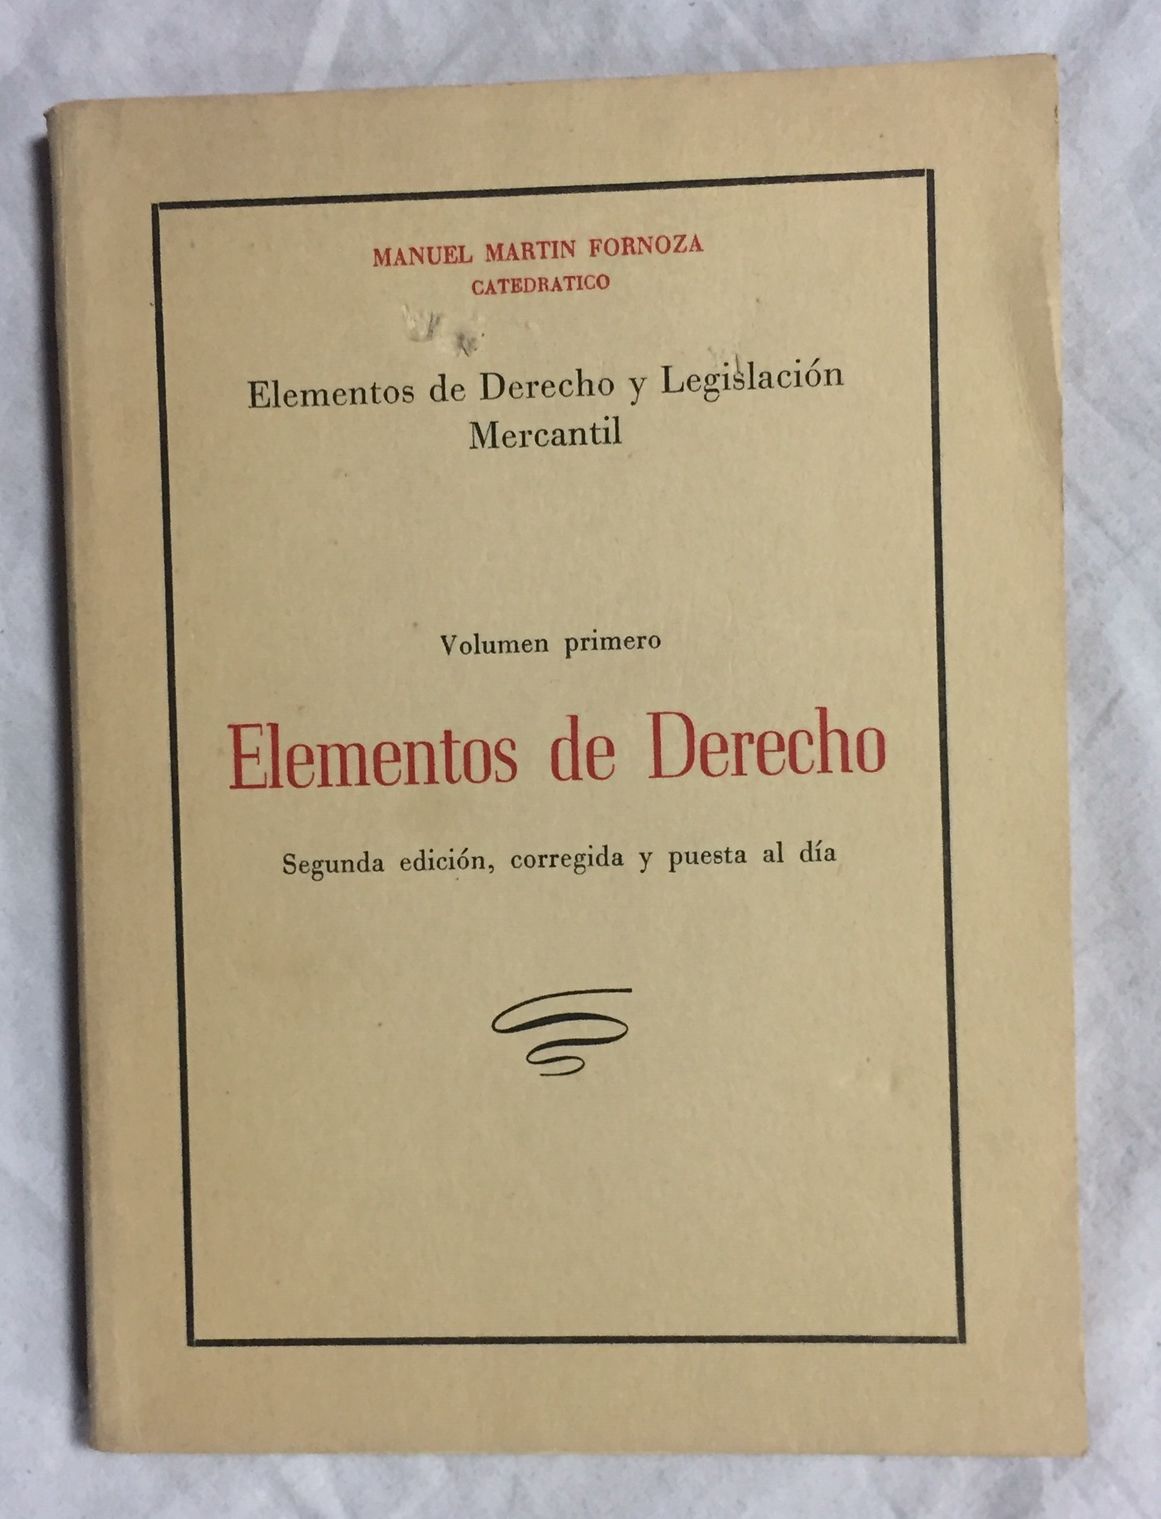 MANUEL MARTIN FORNOZA
CATEDRATICO
Elementos de Derecho y Legislación
Mercantil
Volumen primero
Elementos de Derecho
Segunda edición, corregida y puesta al día